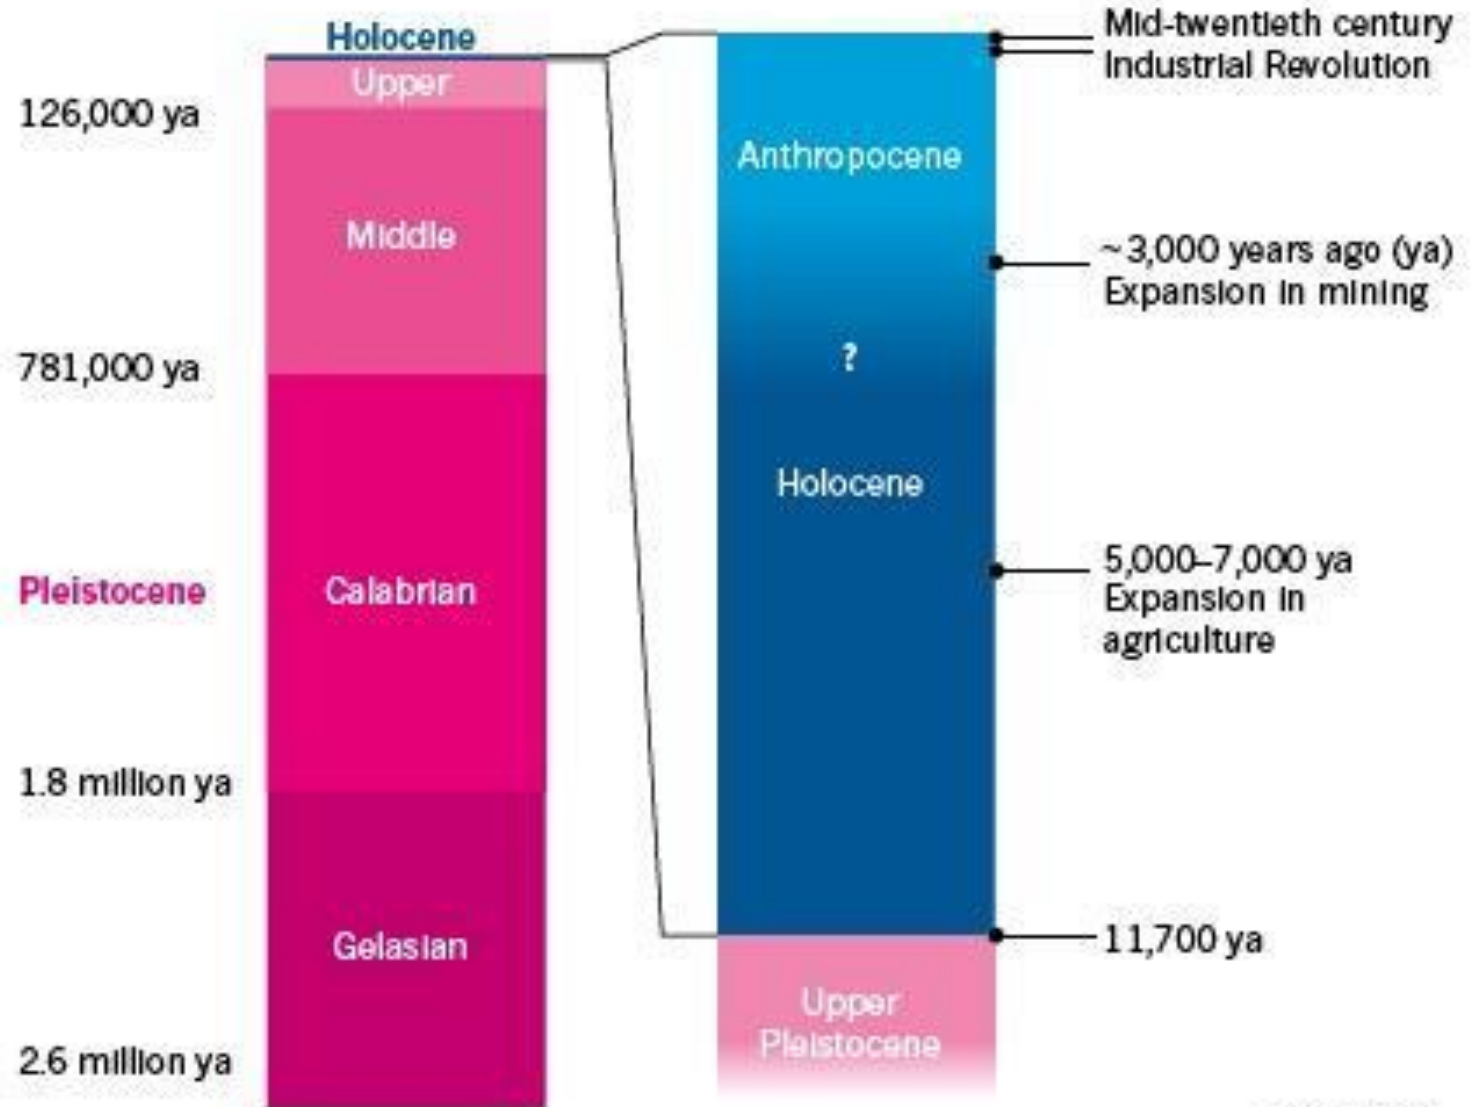 Holocene
Upper
126,000 ya
Middle
781,000 ya
Pleistocene
Calabrian
1.8 million ya
Gelasian
2.6 million ya
Mid-twentieth century
Industrial Revolution
Anthropocene
~3,000 years ago (ya)
Expansion in mining
?
Holocene
5,000–7,000 ya
Expansion in
agriculture
11,700 ya
Upper
Pleistocene